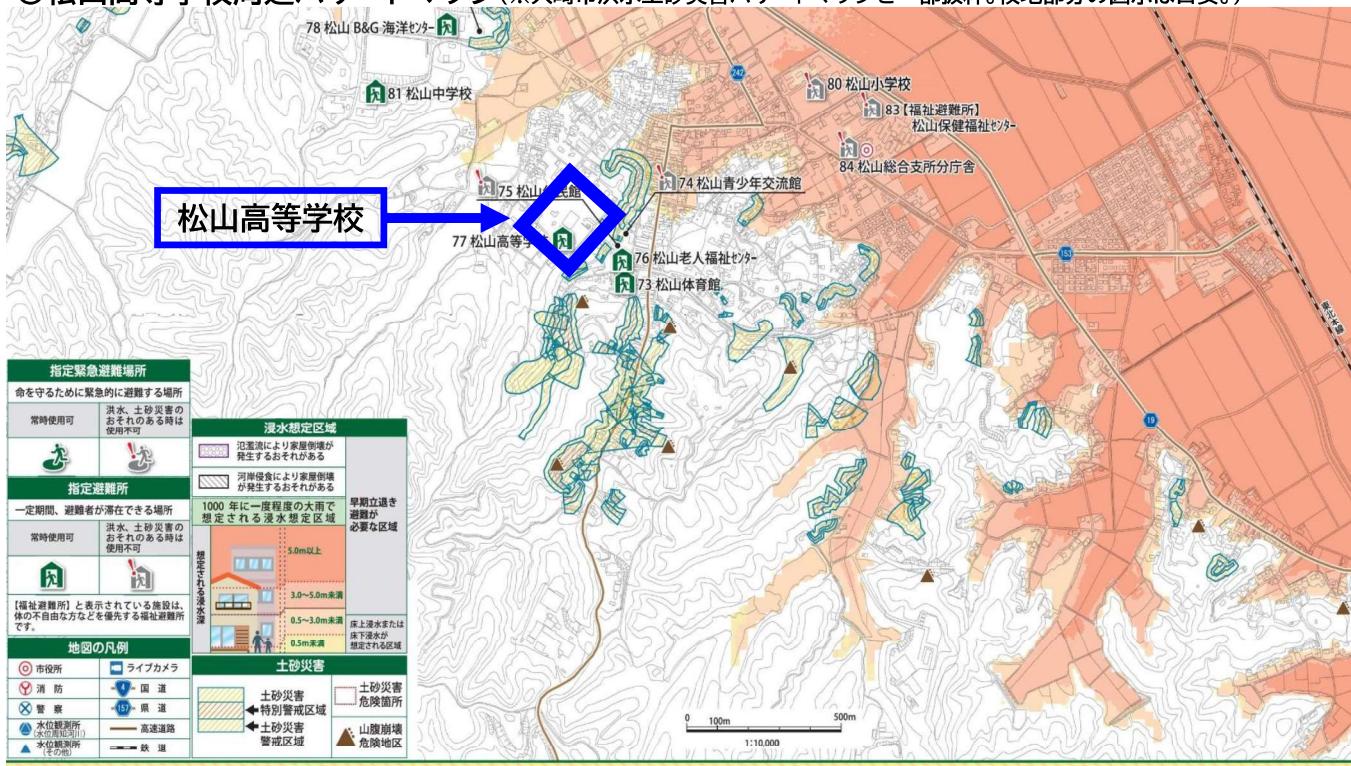 78 松山 B&G 海洋センター
81 松山中学校
242
80 松山小学校
83【福祉避難所】
松山保健福祉センター
84 松山総合支所分庁舎
75 松山
民館
74 松山青少年交流館
松山高等学校
77 松山高等学
76 松山老人福祉センター
73 松山体育館
153
東北本線
19
指定緊急避難場所
命を守るために緊急的に避難する場所
常時使用可
洪水、土砂災害の
おそれのある時は
使用不可
指定避難所
一定期間、避難者が滞在できる場所
常時使用可
洪水、土砂災害の
おそれのある時は
使用不可
【福祉避難所】と表示されている施設は、
体の不自由な方などを優先する福祉避難所
です。
地図の凡例
市役所
ライブカメラ
消 防
4
国 道
警 察
157
県 道
水位観測所
(水位周知河川)
高速道路
水位観測所
(その他)
鉄 道
浸水想定区域
氾濫流により家屋倒壊が
発生するおそれがある
河岸侵食により家屋倒壊
が発生するおそれがある
早期立退き
避難が
必要な区域
1000 年に一度程度の大雨で
想定される浸水想定区域
想定される浸水深
5.0m以上
3.0～5.0m未満
0.5～3.0m未満
0.5m未満
床上浸水または
床下浸水が
想定される区域
土砂災害
土砂災害
特別警戒区域
土砂災害
警戒区域
土砂災害
危険箇所
山腹崩壊
危険地区
0 100m 500m
1:10,000